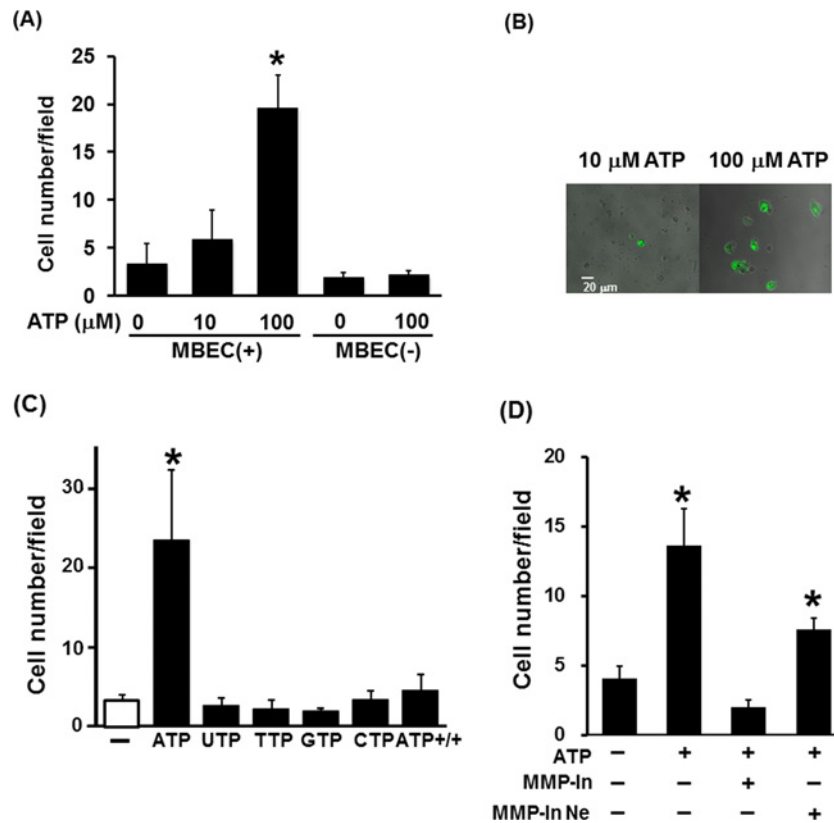 (A)
Cell number/field
25
20
15
10
5
0
*
ATP (μM) 0 10 100 0 100
MBEC(+) MBEC(-)
(B)
10 μM ATP 100 μM ATP
20 μm
(C)
Cell number/field
30
20
10
0
*
– ATP UTP TTP GTP CTP ATP+/+
(D)
Cell number/field
20
15
10
5
0
*
*
ATP – + + +
MMP-In – – + –
MMP-In Ne – – – +